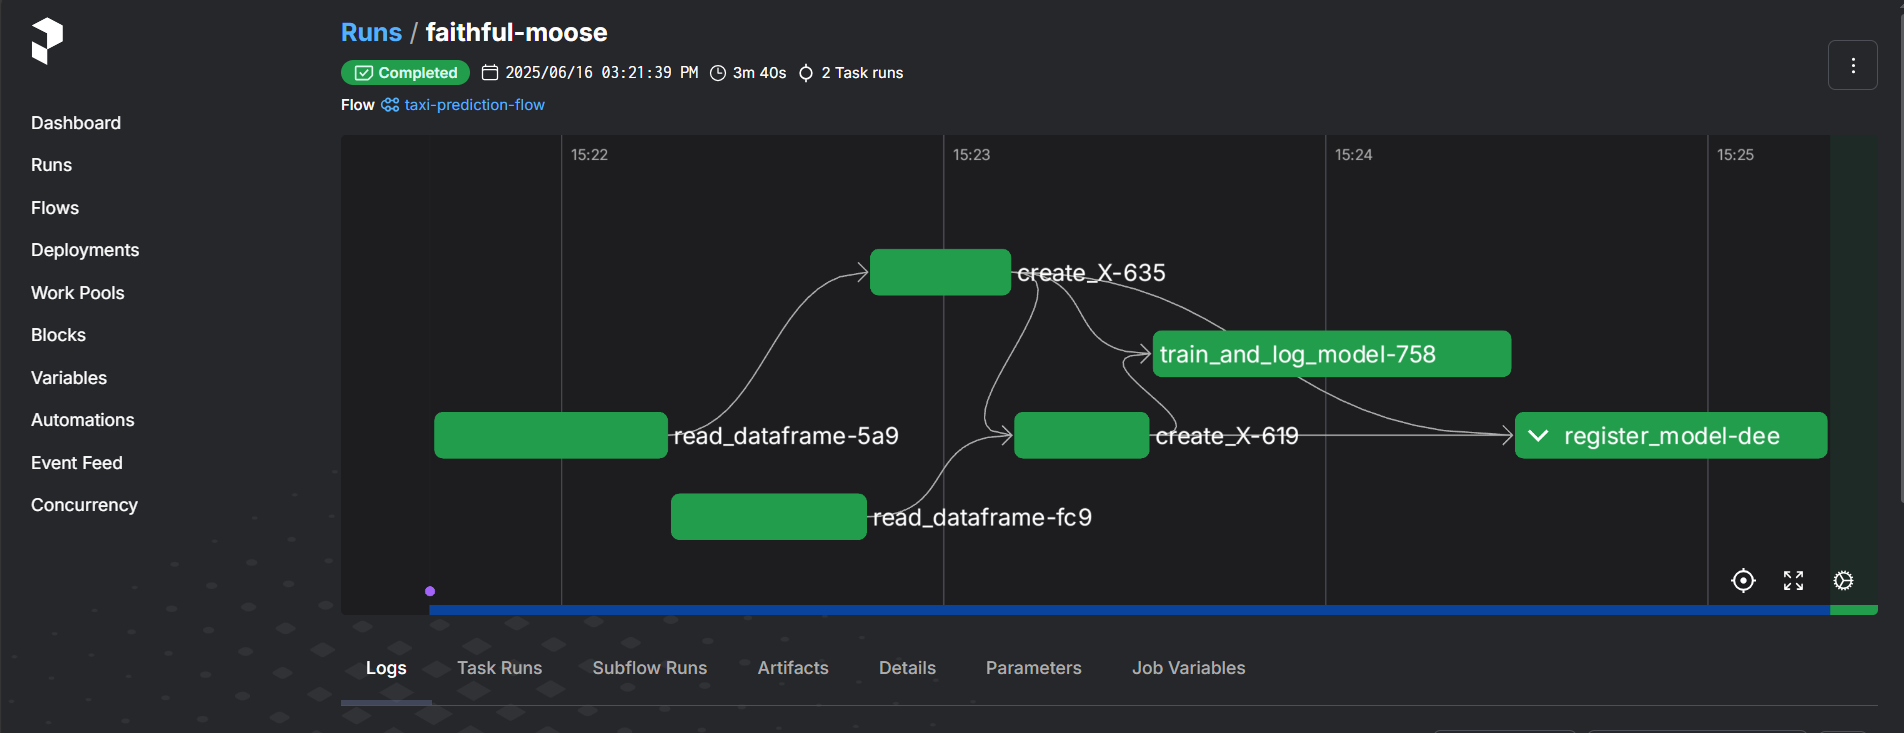 Runs / faithful-moose
Completed 2025/06/16 03:21:39 PM 3m 40s 2 Task runs
Flow taxi-prediction-flow
Dashboard
Runs
Flows
Deployments
Work Pools
Blocks
Variables
Automations
Event Feed
Concurrency
15:22
15:23
15:24
15:25
create_X-635
train_and_log_model-758
read_dataframe-5a9
create_X-619
register_model-dee
read_dataframe-fc9
Logs
Task Runs
Subflow Runs
Artifacts
Details
Parameters
Job Variables